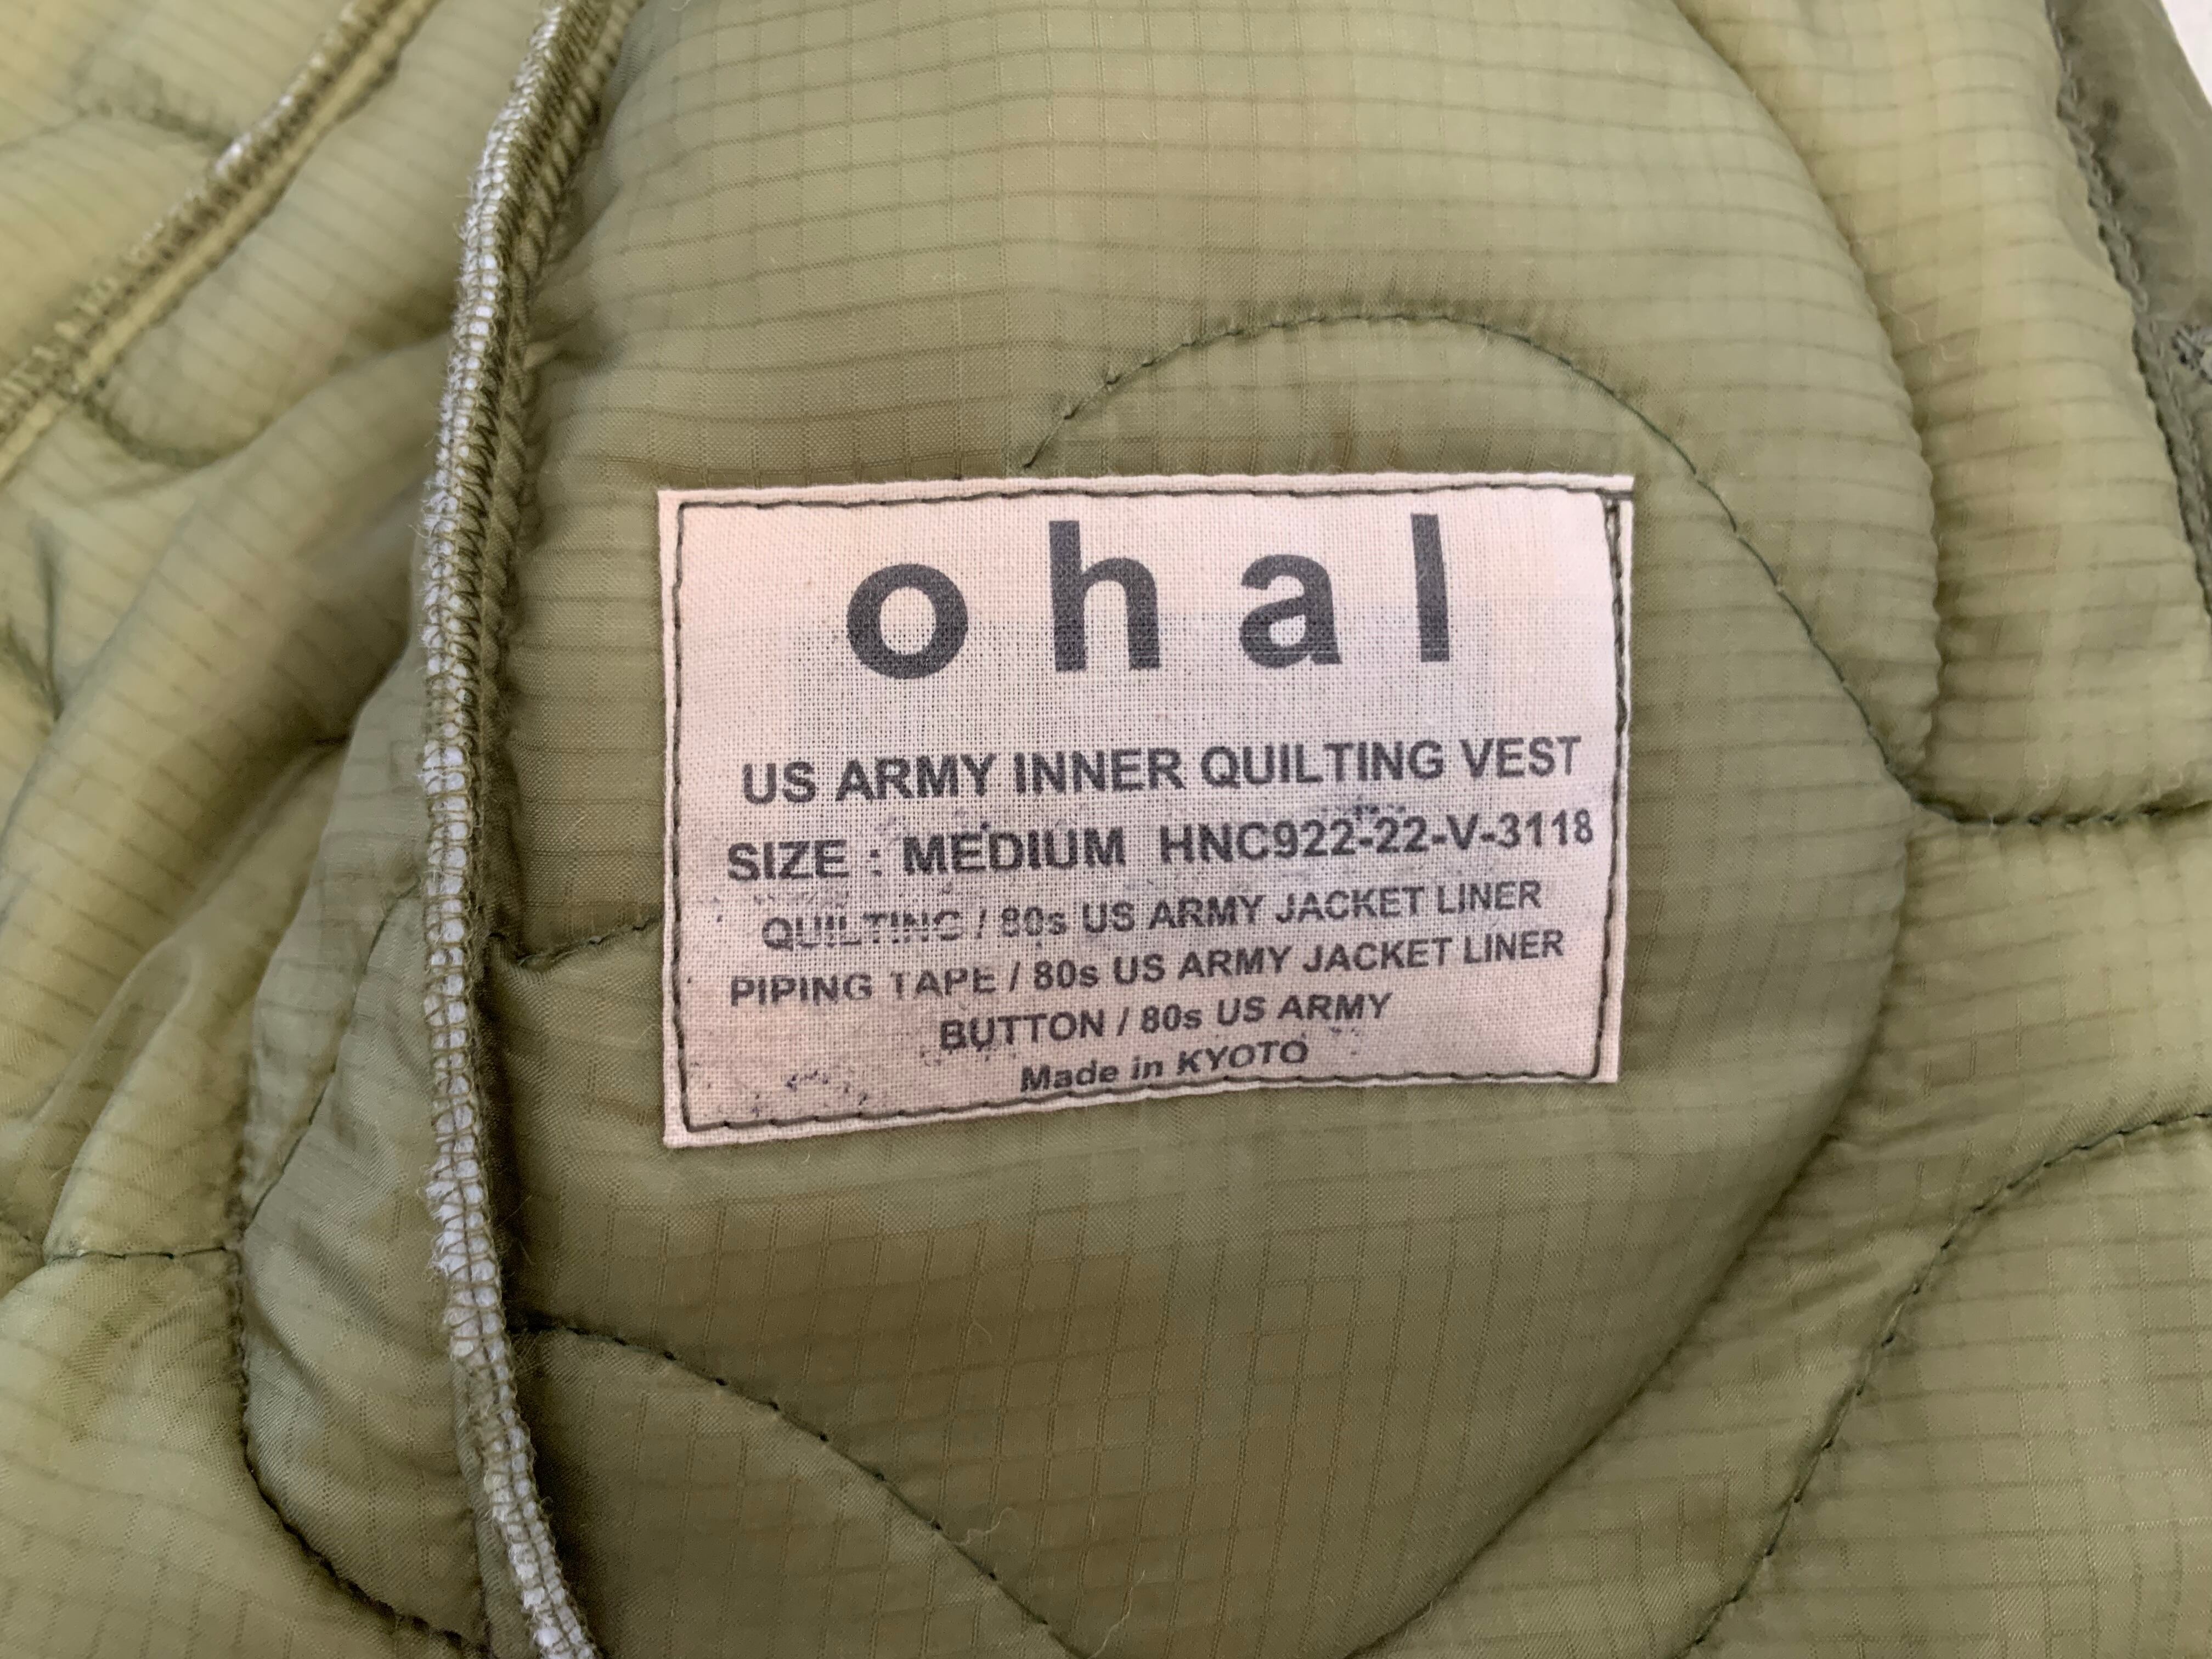 ohal
US ARMY INNER QUILTING VEST
SIZE : MEDIUM HNC922-22-V-3118
QUILTING / 80s US ARMY JACKET LINER
PIPING TAPE / 80s US ARMY JACKET LINER
BUTTON / 80s US ARMY
Made in KYOTO